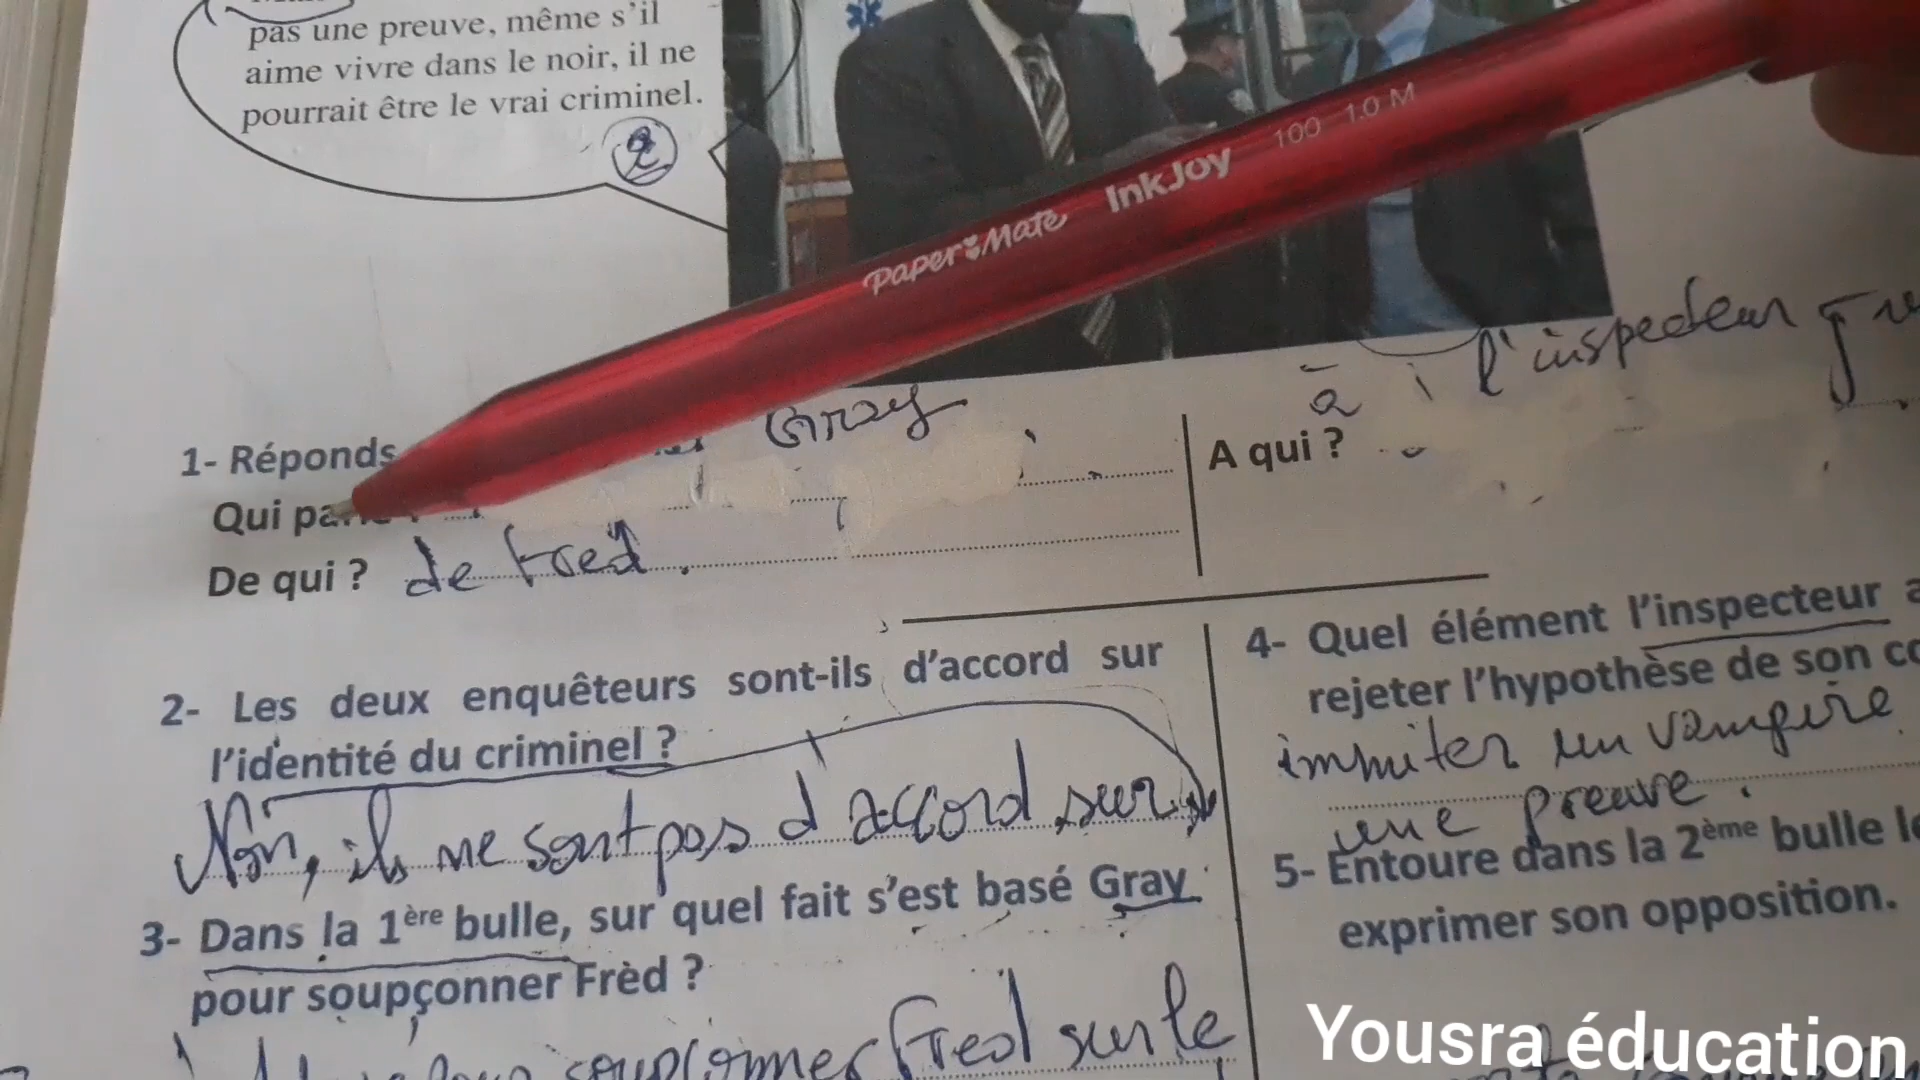 pas une preuve, même s'il
aime vivre dans le noir, il ne
pourrait être le vrai criminel.
2
Paper Mate InkJoy 100 1.0 M
Gray
à l'inspecteur
1- Réponds
Qui
A qui ?
De qui ? de Fred.
2- Les deux enquêteurs sont-ils d'accord sur
l'identité du criminel ?
Non, ils ne sont pas d'accord sur
3- Dans la 1ère bulle, sur quel fait s'est basé Gray
pour soupçonner Frèd ?
soupçonner Fred sur le
4- Quel élément l'inspecteur
rejeter l'hypothèse de son
immiter un vampire
une preuve.
5- Entoure dans la 2ème bulle
exprimer son opposition.
Yousra éducation